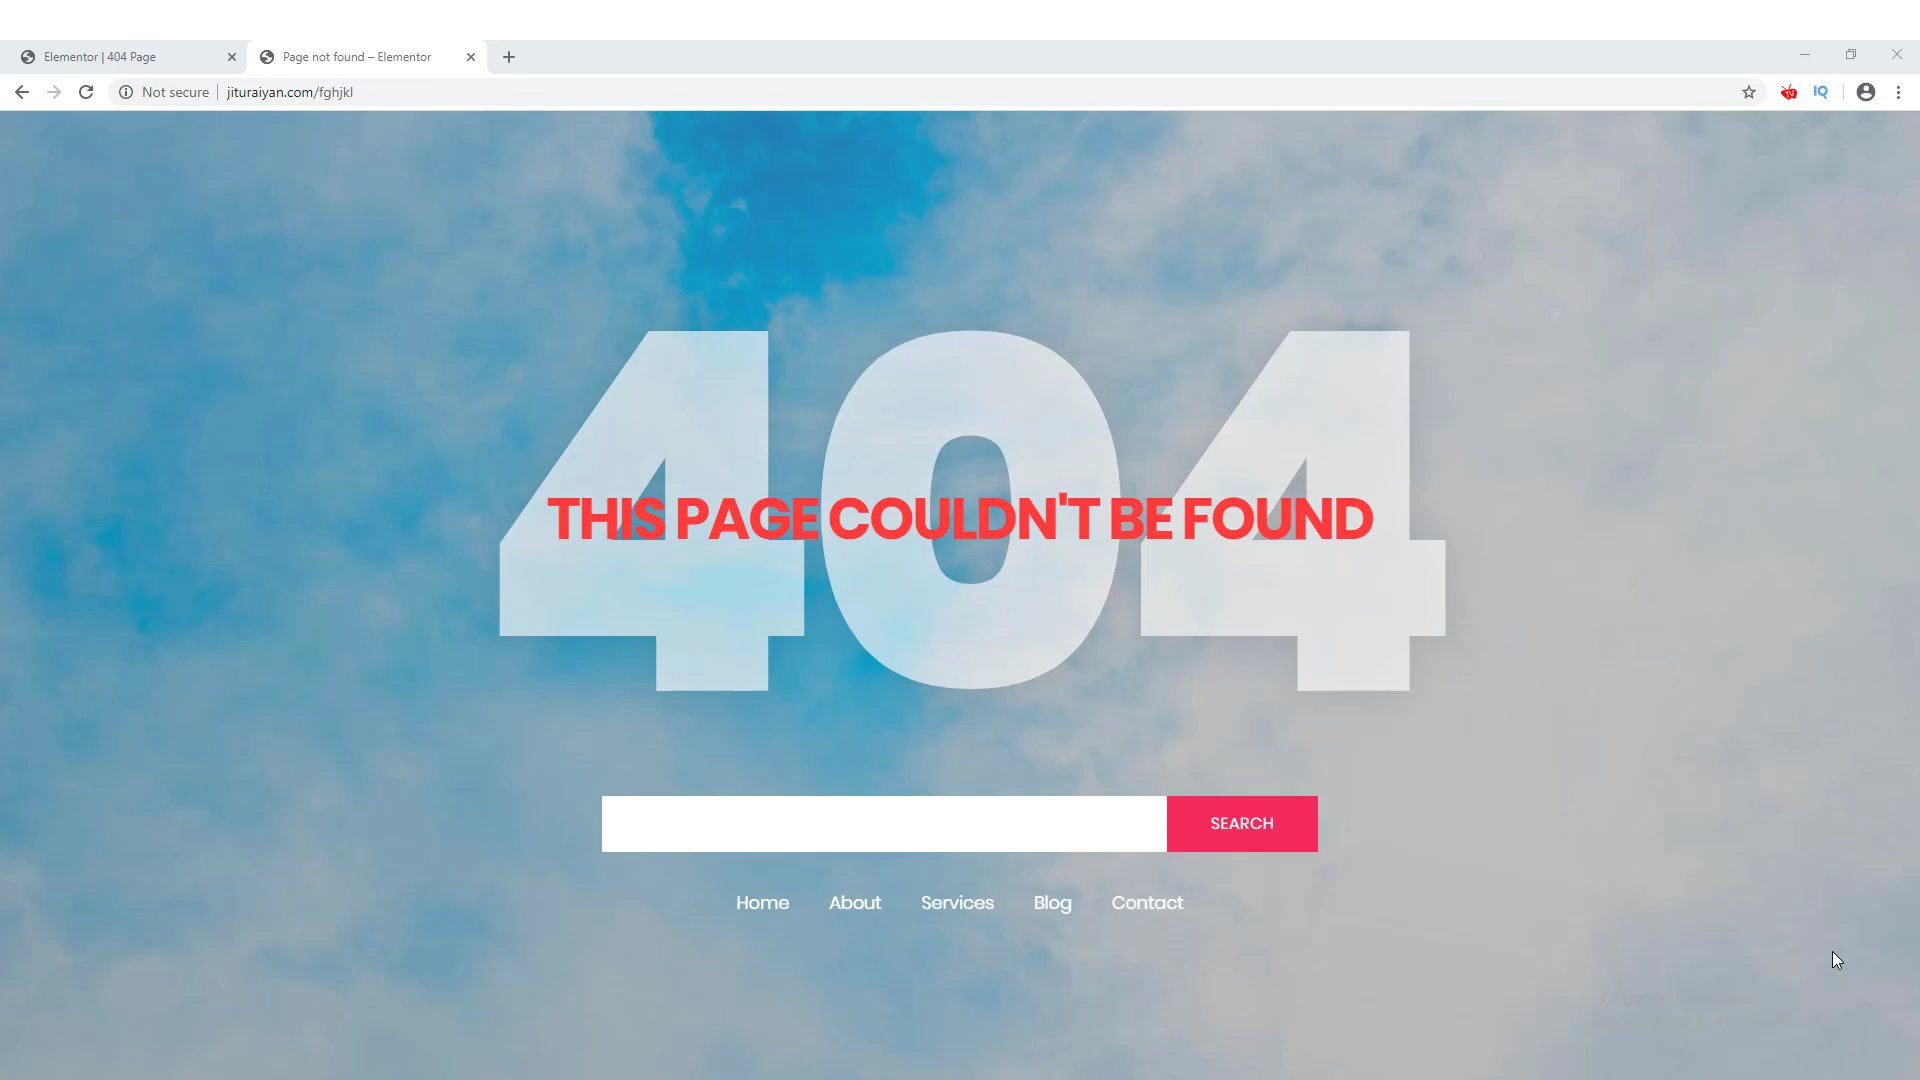 Elementor | 404 Page
Page not found – Elementor
Not secure
jituraiyan.com/fghjkl
IQ
404
THIS PAGE COULDN'T BE FOUND
SEARCH
Home About Services Blog Contact